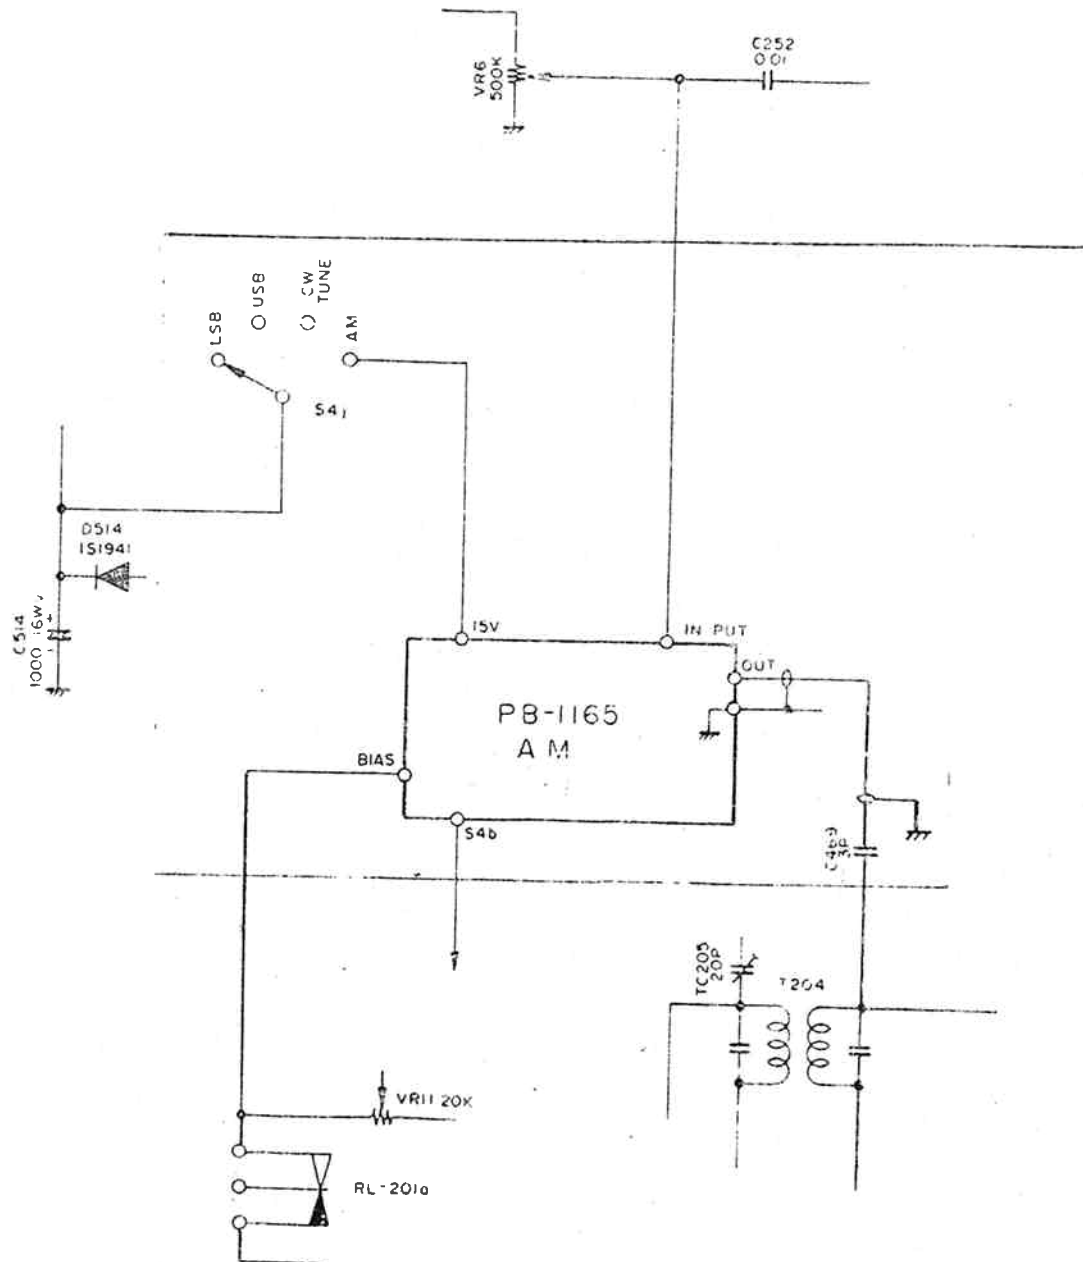 C252
0.01
VR6
500K
LSB
USB
CW
TUNE
AM
S4j
D514
1S1941
C514
1000 16WV
15V
IN PUT
OUT
PB-1165
AM
BIAS
S4b
C469
3P
TC205
20P
T204
VR11 20K
RL-201a